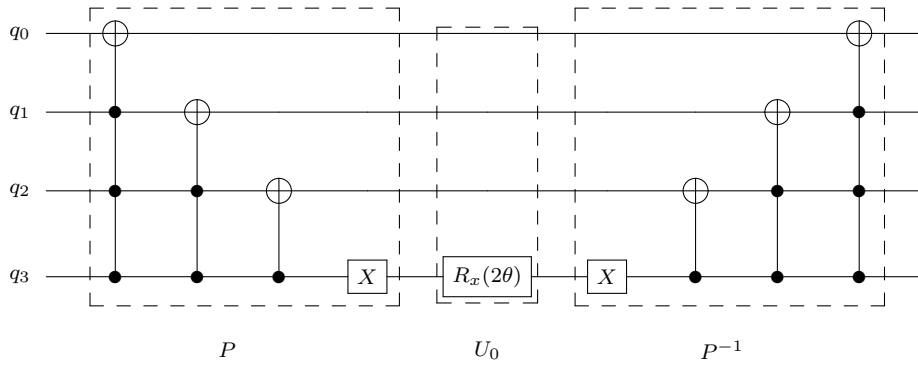 q₀
q₁
q₂
q₃ X Rₓ(2θ) X
P U₀ P⁻¹